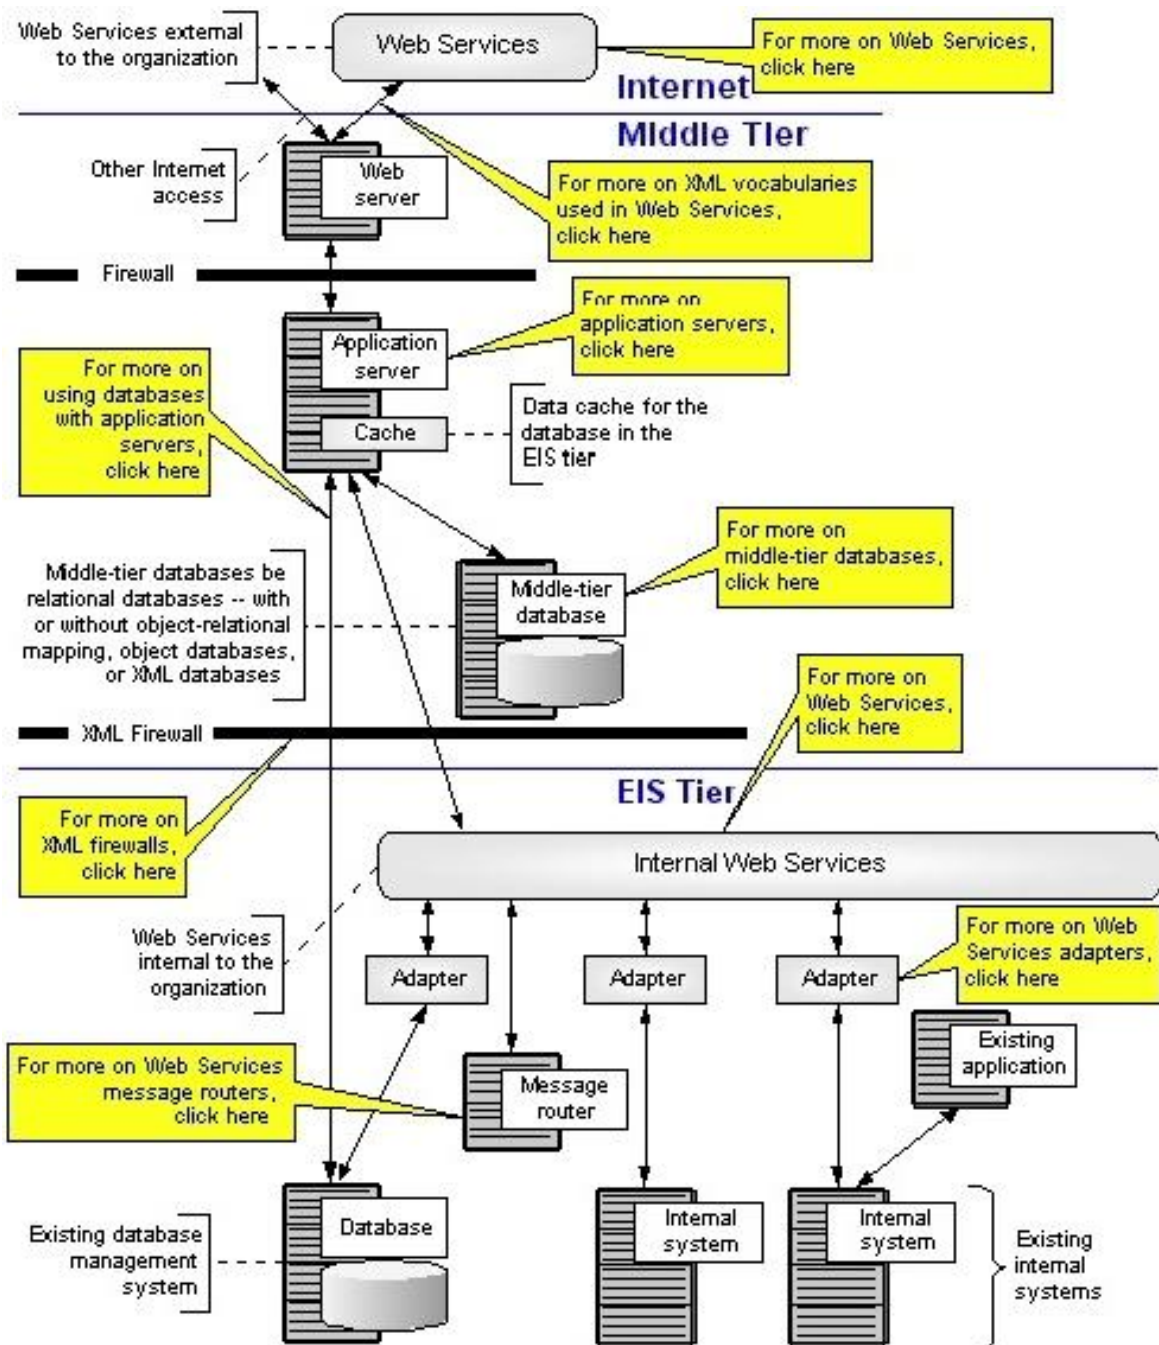 Web Services external
to the organization
Web Services
For more on Web Services,
click here
Internet
Middle Tier
Other Internet
access
Web
server
For more on XML vocabularies
used in Web Services,
click here
Firewall
For more on
application servers,
click here
Application
server
For more on
using databases
with application
servers,
click here
Cache
Data cache for the
database in the
EIS tier
For more on
middle-tier databases,
click here
Middle-tier databases be
relational databases -- with
or without object-relational
mapping, object databases,
or XML databases
Middle-tier
database
For more on
Web Services,
click here
XML Firewall
EIS Tier
For more on
XML firewalls,
click here
Internal Web Services
Web Services
internal to the
organization
Adapter
Adapter
Adapter
For more on Web
Services adapters,
click here
Existing
application
For more on Web Services
message routers,
click here
Message
router
Existing database
management
system
Database
Internal
system
Internal
system
Existing
internal
systems